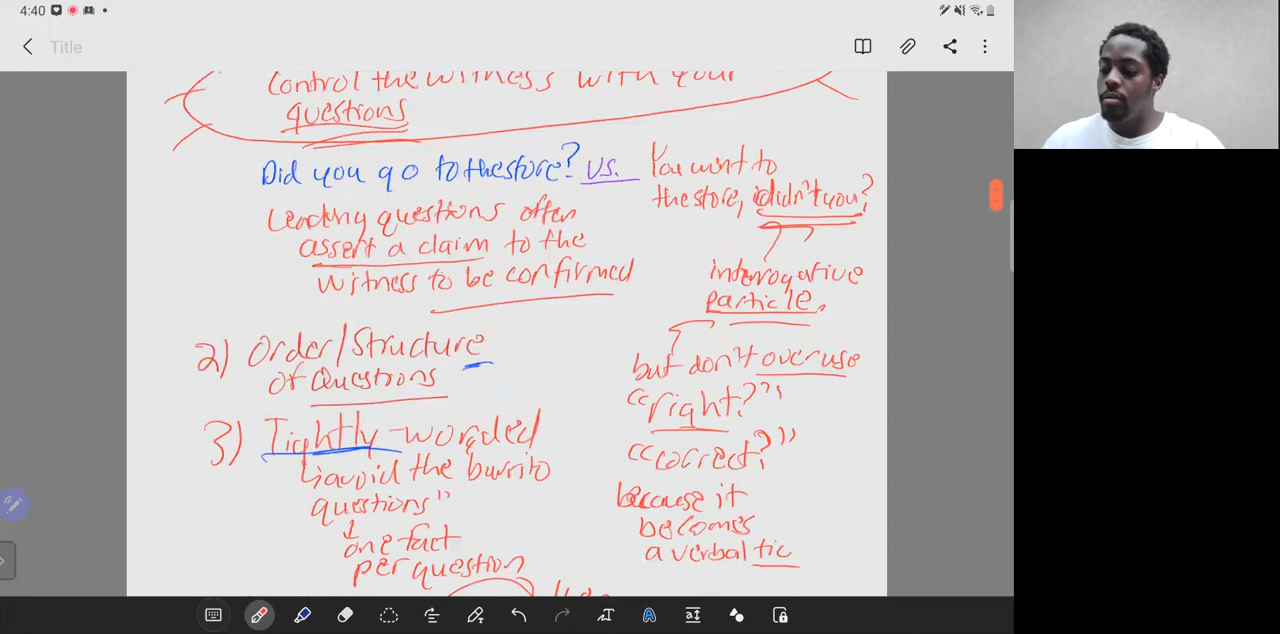 4:40
Title
Control the witness with your
questions
Did you go to the store? vs.
You went to
the store, didn't you?
Leading questions often
assert a claim to the
witness to be confirmed
interogative
particle.
but don't overuse
"right?"
"correct?"
because it
becomes
a verbal tic
2) Order/Structure
of Questions
3) Tightly-worded
avoid the burrito
questions"
one fact
per question